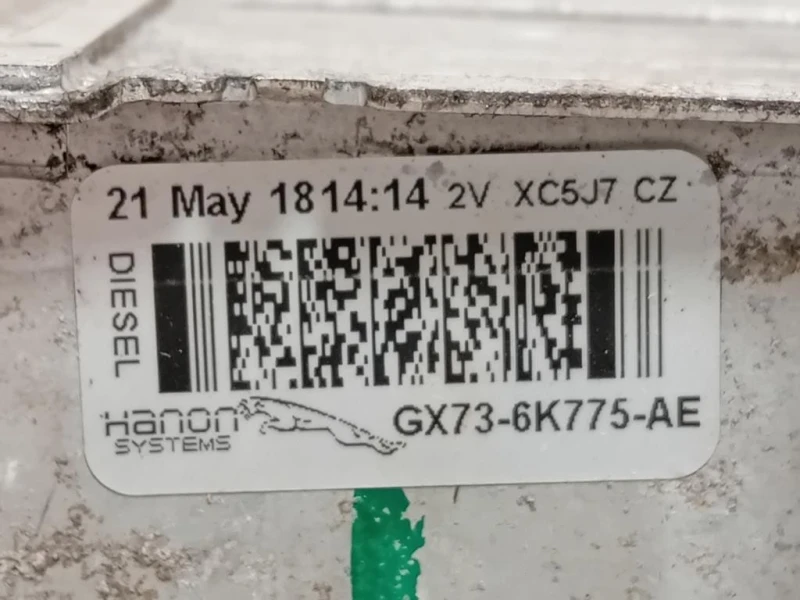 21 May 1814:14 2V XC5J7 CZ
DIESEL
Hanon
SYSTEMS
GX73-6K775-AE